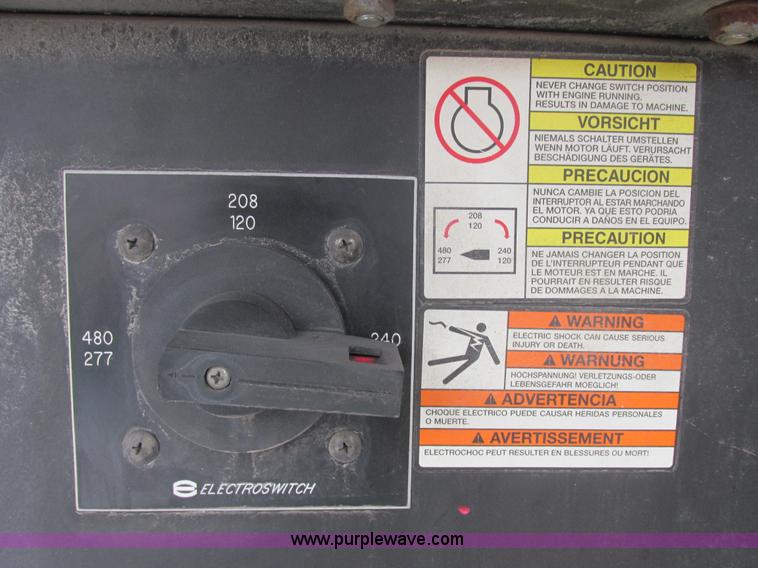 208
120
480
277
240
ELECTROSWITCH
CAUTION
NEVER CHANGE SWITCH POSITION
WITH ENGINE RUNNING.
RESULTS IN DAMAGE TO MACHINE.
VORSICHT
NIEMALS SCHALTER UMSTELLEN
WENN MOTOR LÄUFT. VERURSACHT
BESCHÄDIGUNG DES GERÄTES.
PRECAUCION
NUNCA CAMBIE LA POSICION DEL
INTERRUPTOR AL ESTAR MARCHANDO
EL MOTOR. YA QUE ESTO PODRIA
CONDUCIR A DAÑOS EN EL EQUIPO.
PRECAUTION
NE JAMAIS CHANGER LA POSITION
DE L'INTERRUPTEUR PENDANT QUE
LE MOTEUR EST EN MARCHE. IL
POURRAIT EN RESULTER RISQUE
DE DOMMAGES A LA MACHINE.
208
120
480
277
240
120
WARNING
ELECTRIC SHOCK CAN CAUSE SERIOUS
INJURY OR DEATH.
WARNUNG
HOCHSPANNUNG! VERLETZUNGS-ODER
LEBENSGEFAHR MOEGLICH!
ADVERTENCIA
CHOQUE ELECTRICO PUEDE CAUSAR HERIDAS PERSONALES
O MUERTE.
AVERTISSEMENT
ELECTROCHOC PEUT RESULTER EN BLESSURES OU MORT!
www.purplewave.com